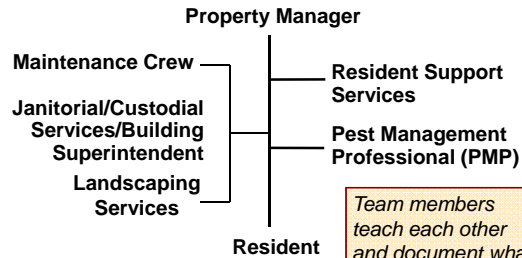 Property Manager
Maintenance Crew
Janitorial/Custodial
Services/Building
Superintendent
Landscaping
Services
Resident Support
Services
Pest Management
Professional (PMP)
Resident
Team members
teach each other
and document